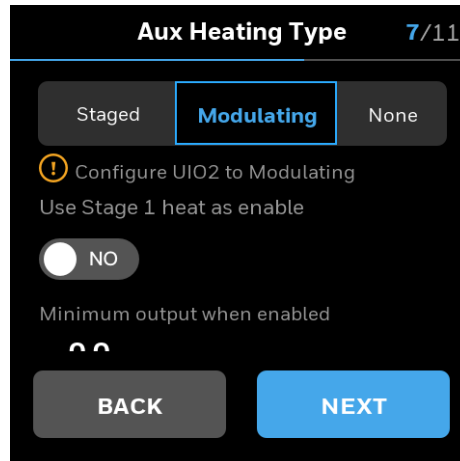 Aux Heating Type 7/11
Staged Modulating None
! Configure UIO2 to Modulating
Use Stage 1 heat as enable
NO
Minimum output when enabled
BACK NEXT